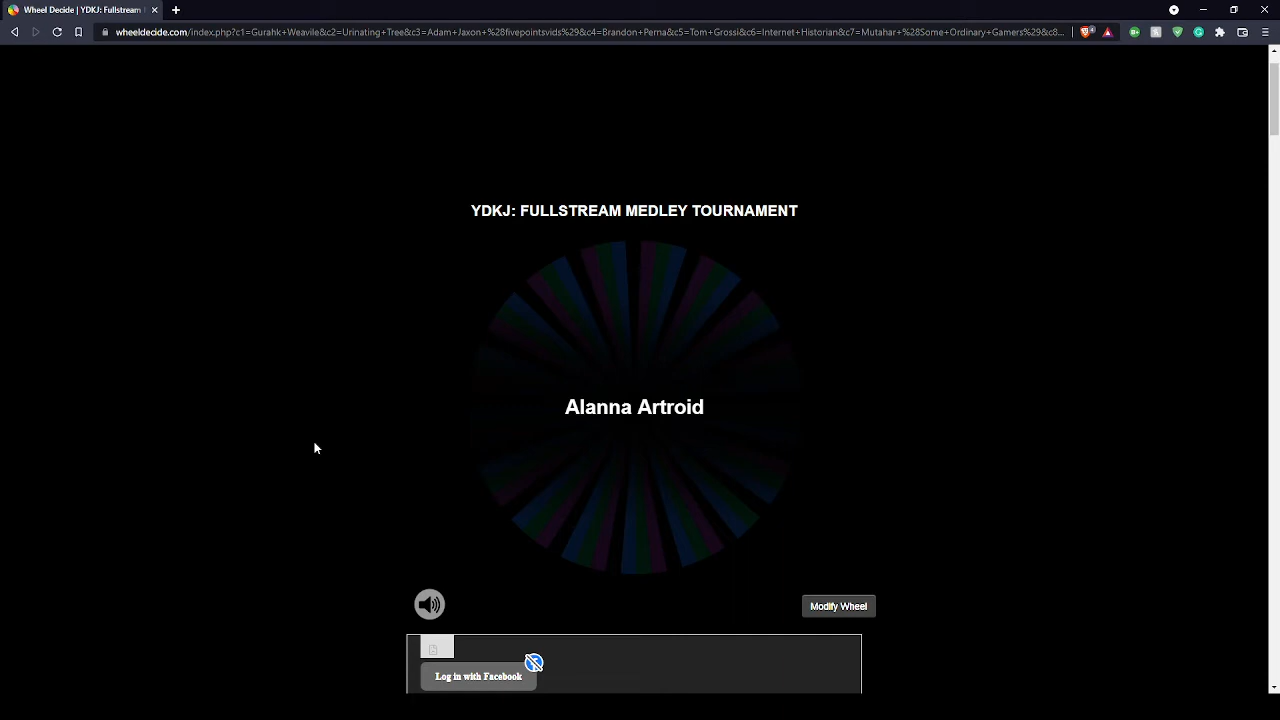 Wheel Decide | YDKJ: Fullstream
wheeldecide.com/index.php?c1=Gurahk+Weavile&c2=Urinating+Tree&c3=Adam+Jaxon+%28fivepointsvids%29&c4=Brandon+Perna&c5=Tom+Grossi&c6=Internet+Historian&c7=Mutahar+%28Some+Ordinary+Gamers%29&c8...
YDKJ: FULLSTREAM MEDLEY TOURNAMENT
Alanna Artroid
Modify Wheel
Log in with Facebook